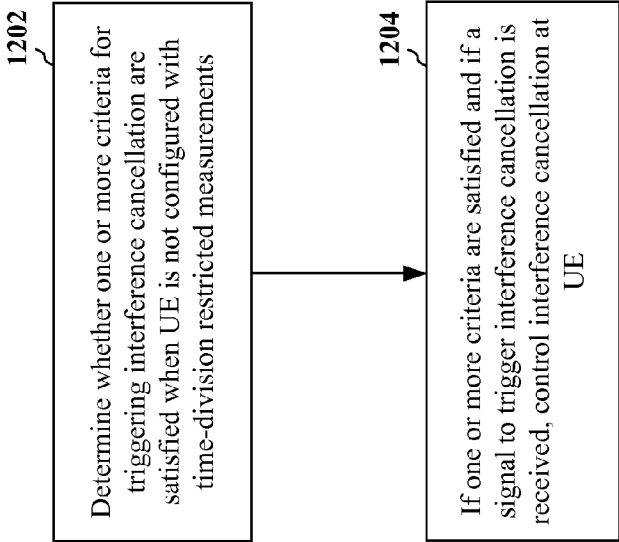 1202
Determine whether one or more criteria for
triggering interference cancellation are
satisfied when UE is not configured with
time-division restricted measurements
1204
If one or more criteria are satisfied and if a
signal to trigger interference cancellation is
received, control interference cancellation at
UE